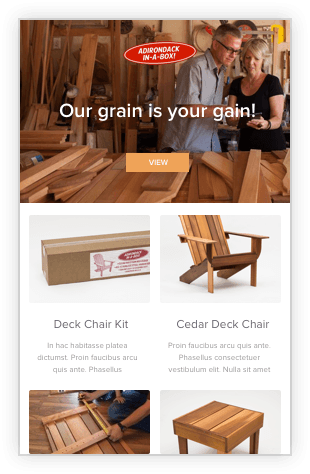 ADIRONDACK
IN-A-BOX!
Our grain is your gain!
VIEW
Deck Chair Kit
Cedar Deck Chair
In hac habitasse platea
dictumst. Proin faucibus arcu
quis ante. Phasellus
Proin faucibus arcu quis ante.
Phasellus consectetuer
vestibulum elit. Nulla sit amet